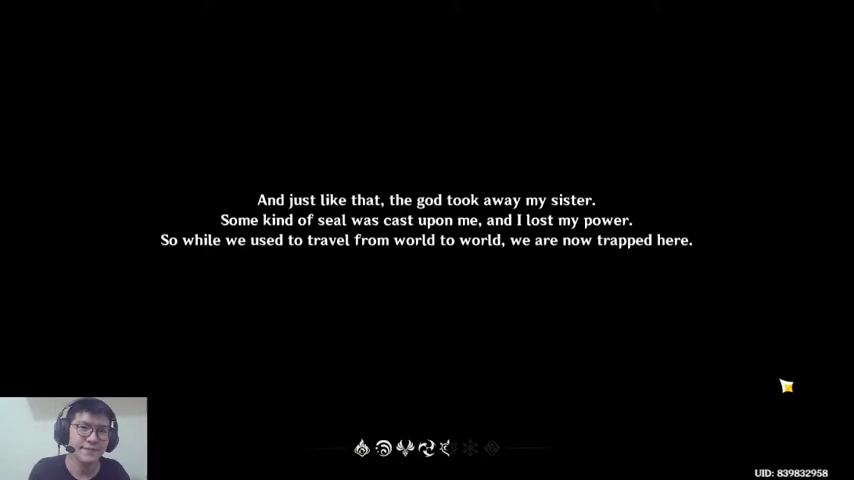 And just like that, the god took away my sister.
Some kind of seal was cast upon me, and I lost my power.
So while we used to travel from world to world, we are now trapped here.
UID: 839832958